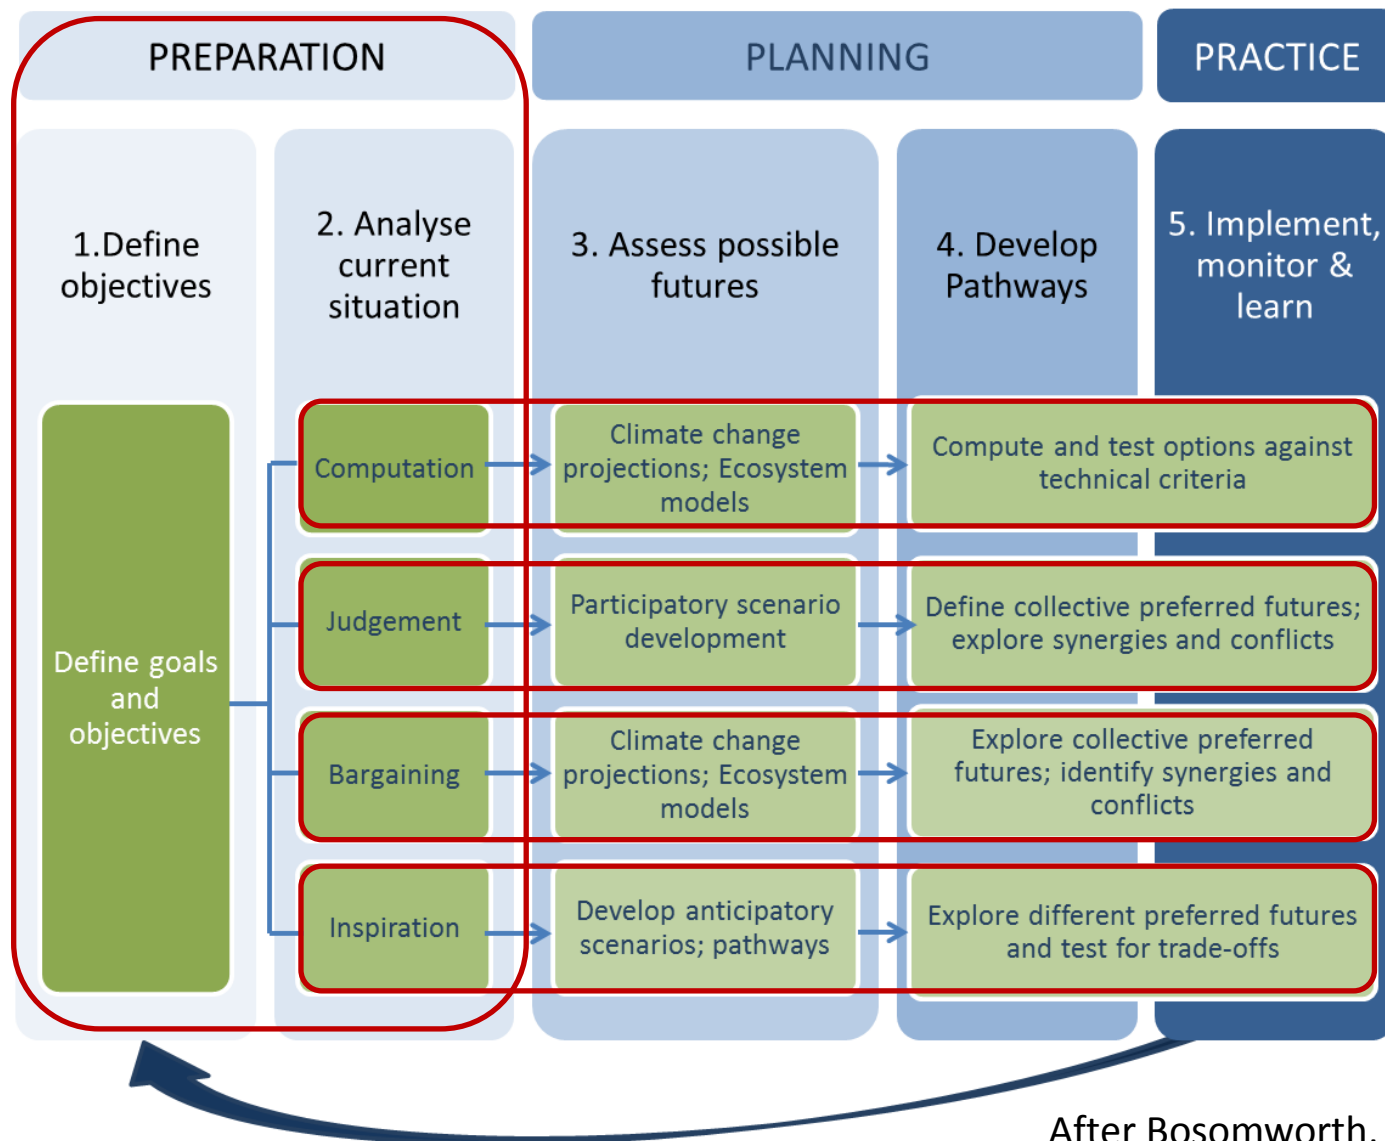 PREPARATION
PLANNING
PRACTICE
1.Define
objectives
2. Analyse
current
situation
3. Assess possible
futures
4. Develop
Pathways
5. Implement,
monitor &
learn
Define goals
and
objectives
Computation
Climate change
projections; Ecosystem
models
Compute and test options against
technical criteria
Judgement
Participatory scenario
development
Define collective preferred futures;
explore synergies and conflicts
Bargaining
Climate change
projections; Ecosystem
models
Explore collective preferred
futures; identify synergies and
conflicts
Inspiration
Develop anticipatory
scenarios; pathways
Explore different preferred futures
and test for trade-offs
After Bosomworth,